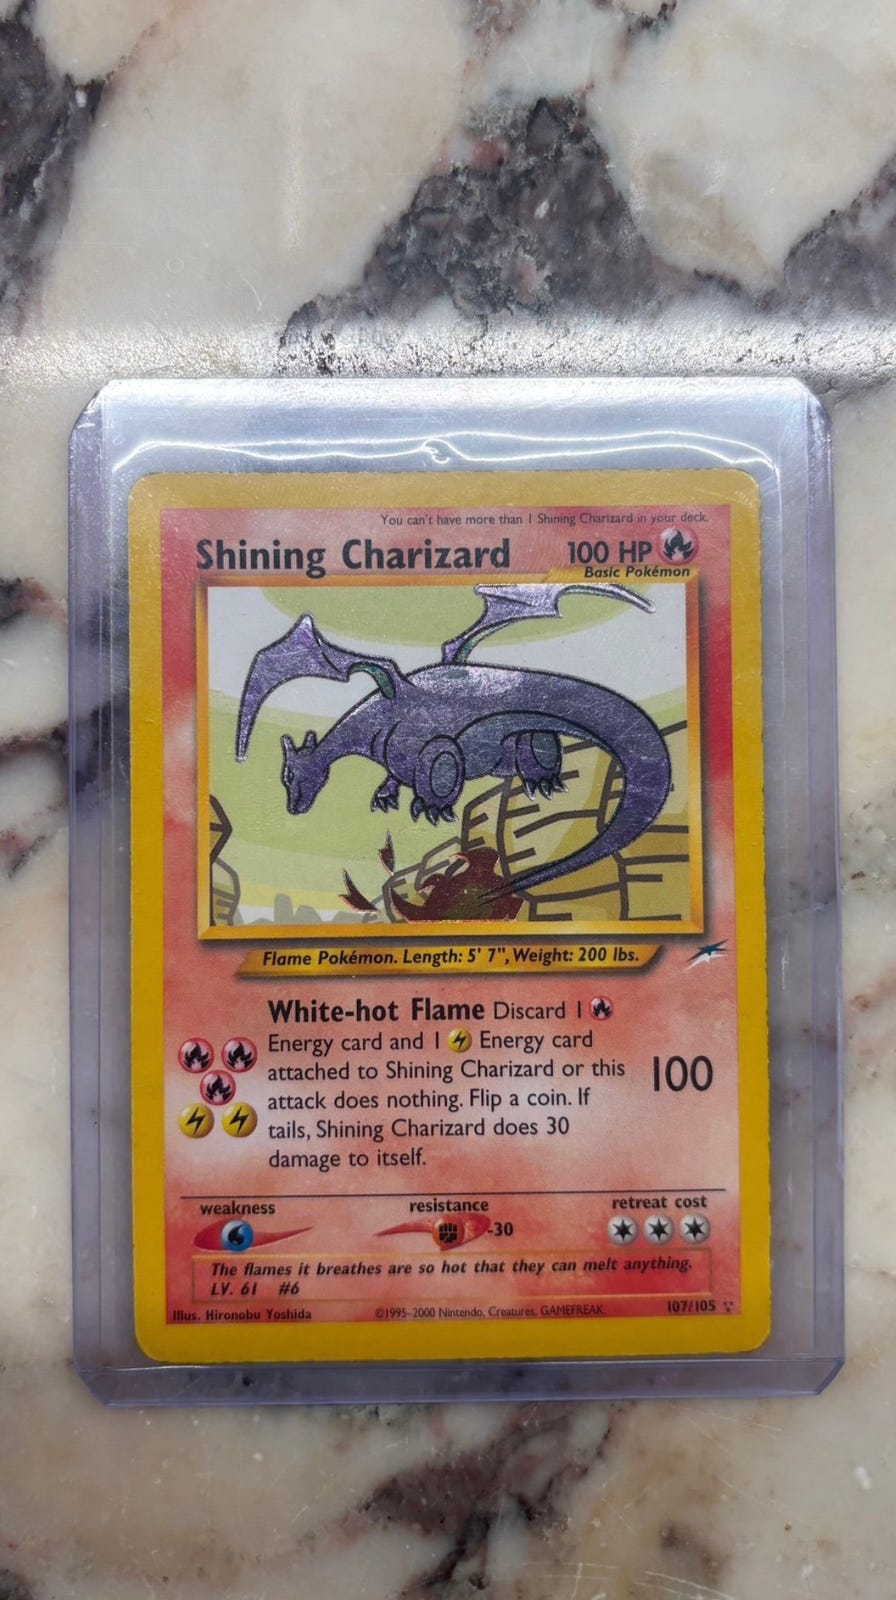 You can't have more than 1 Shining Charizard in your deck.
Shining Charizard 100 HP
Basic Pokémon
Flame Pokémon. Length: 5' 7", Weight: 200 lbs.
White-hot Flame Discard 1
Energy card and 1 Energy card
attached to Shining Charizard or this
attack does nothing. Flip a coin. If
tails, Shining Charizard does 30
damage to itself.
100
weakness resistance retreat cost
-30
The flames it breathes are so hot that they can melt anything.
LV. 61 #6
Illus. Hironobu Yoshida ©1995-2000 Nintendo, Creatures, GAMEFREAK. 107/105